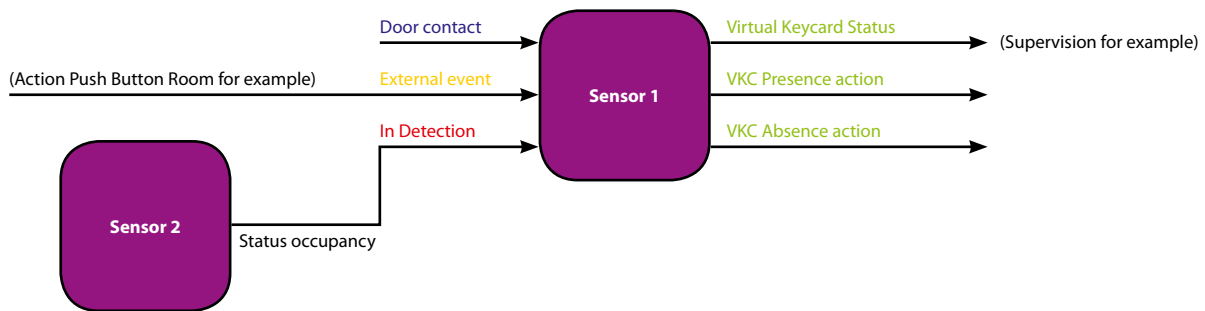 Door contact
Virtual Keycard Status
(Supervision for example)
(Action Push Button Room for example)
External event
Sensor 1
VKC Presence action
In Detection
VKC Absence action
Sensor 2
Status occupancy